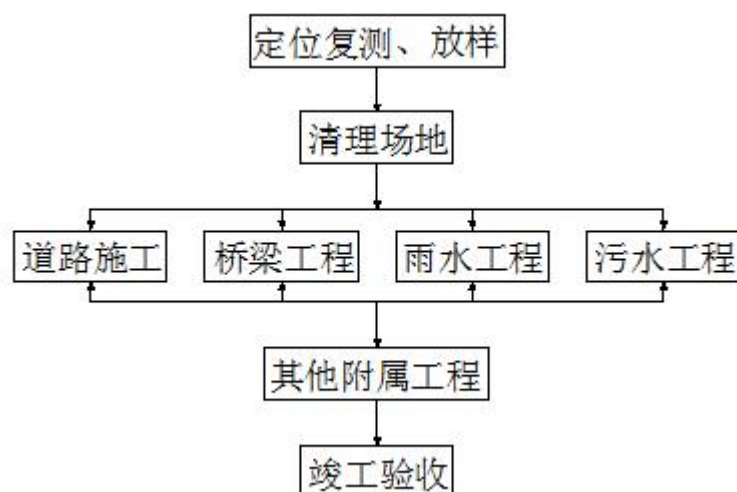 定位复测、放样
清理场地
道路施工 桥梁工程 雨水工程 污水工程
其他附属工程
竣工验收